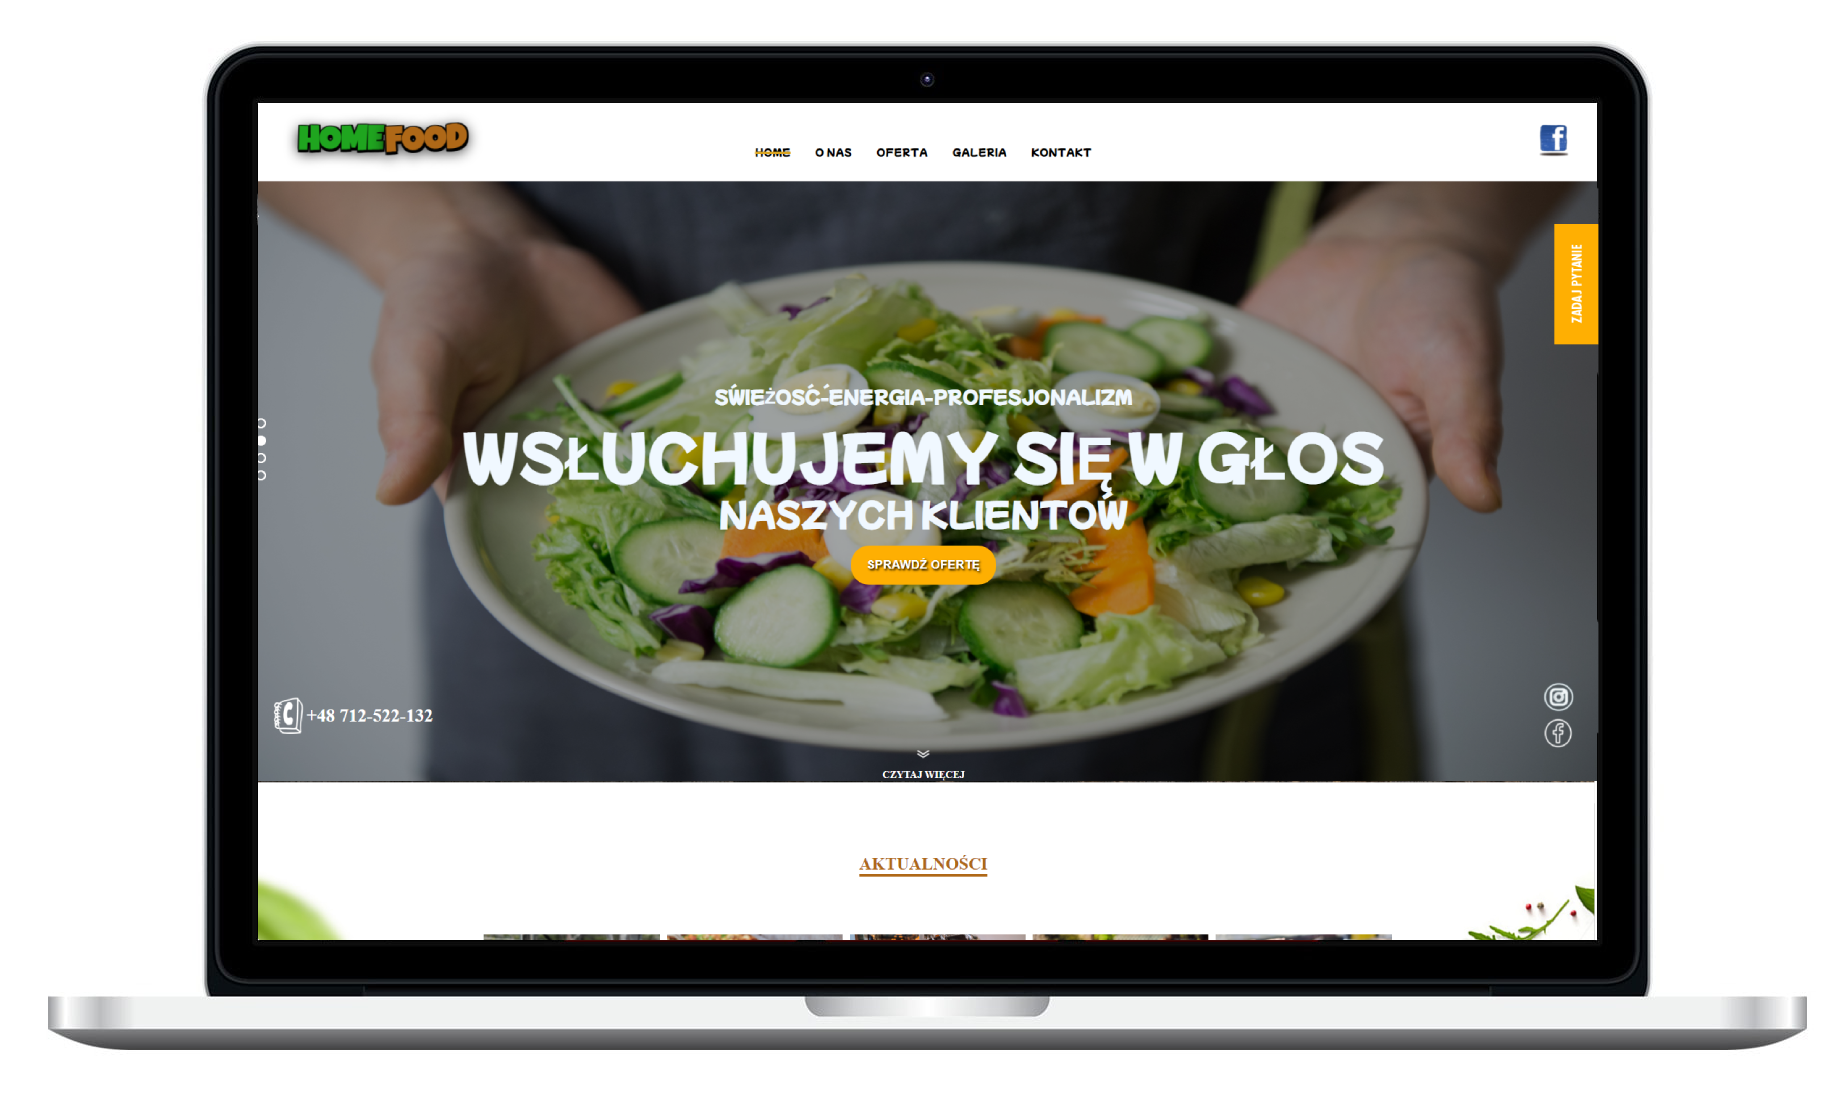 HOMEFOOD
HOME O NAS OFERTA GALERIA KONTAKT
ZADAJ PYTANIE
ŚWIEŻOŚĆ-ENERGIA-PROFESJONALIZM
WSŁUCHUJEMY SIĘ W GŁOS
NASZYCH KLIENTÓW
SPRAWDŹ OFERTĘ
+48 712-522-132
CZYTAJ WIĘCEJ
AKTUALNOŚCI